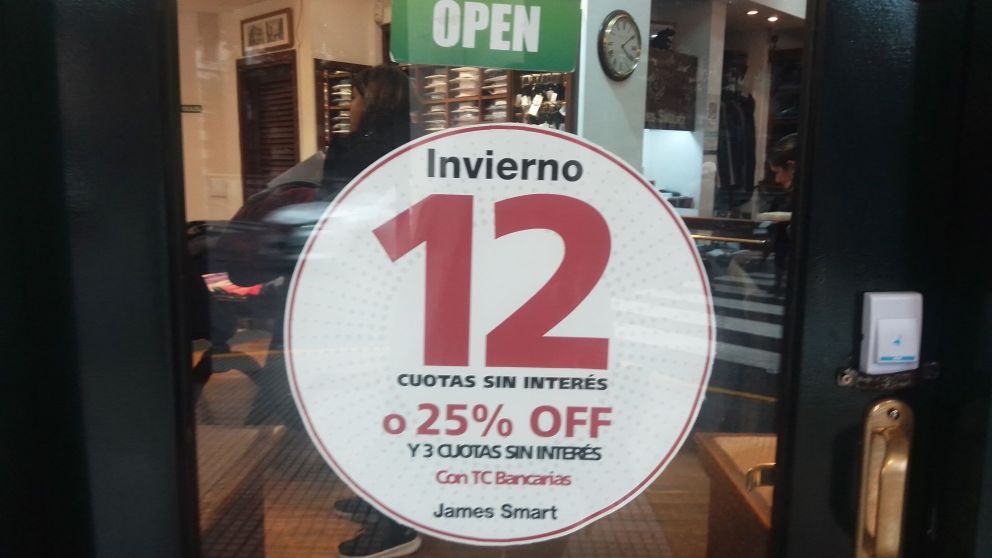 OPEN
Invierno
12
CUOTAS SIN INTERÉS
o 25% OFF
Y 3 CUOTAS SIN INTERÉS
Con TC Bancarias
James Smart